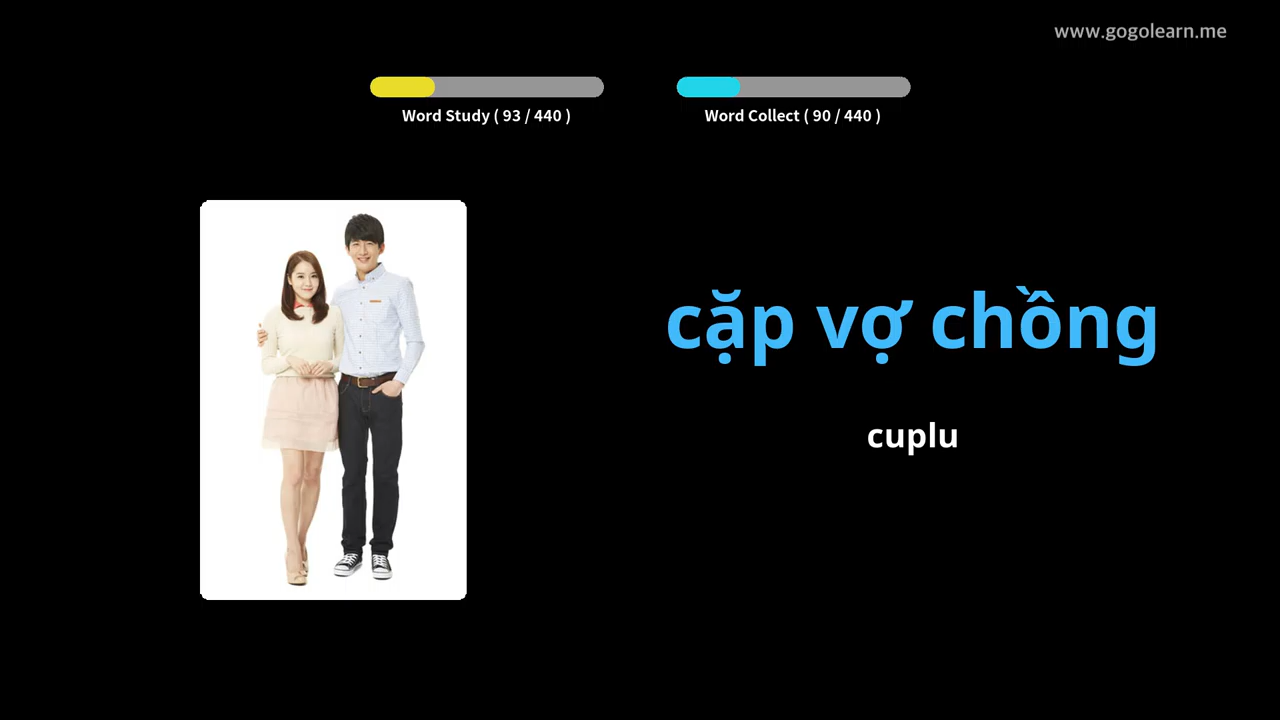 www.gogolearn.me
Word Study ( 93 / 440 )
Word Collect ( 90 / 440 )
cặp vợ chồng
cuplu